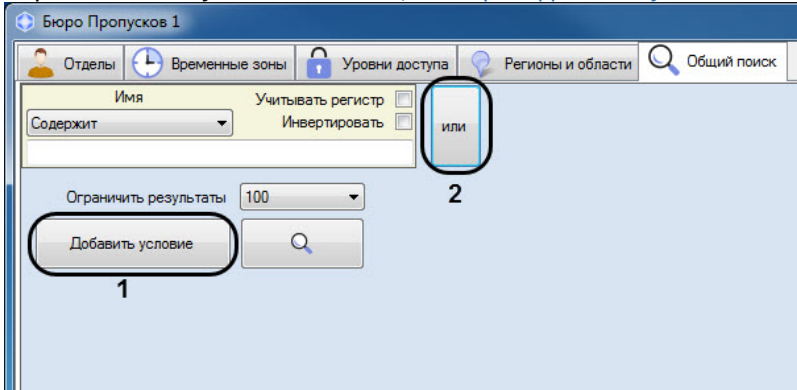 Бюро Пропусков 1
Отделы Временные зоны Уровни доступа Регионы и области Общий поиск
Имя Учитывать регистр
Содержит Инвертировать
или
Ограничить результаты 100 2
Добавить условие
1